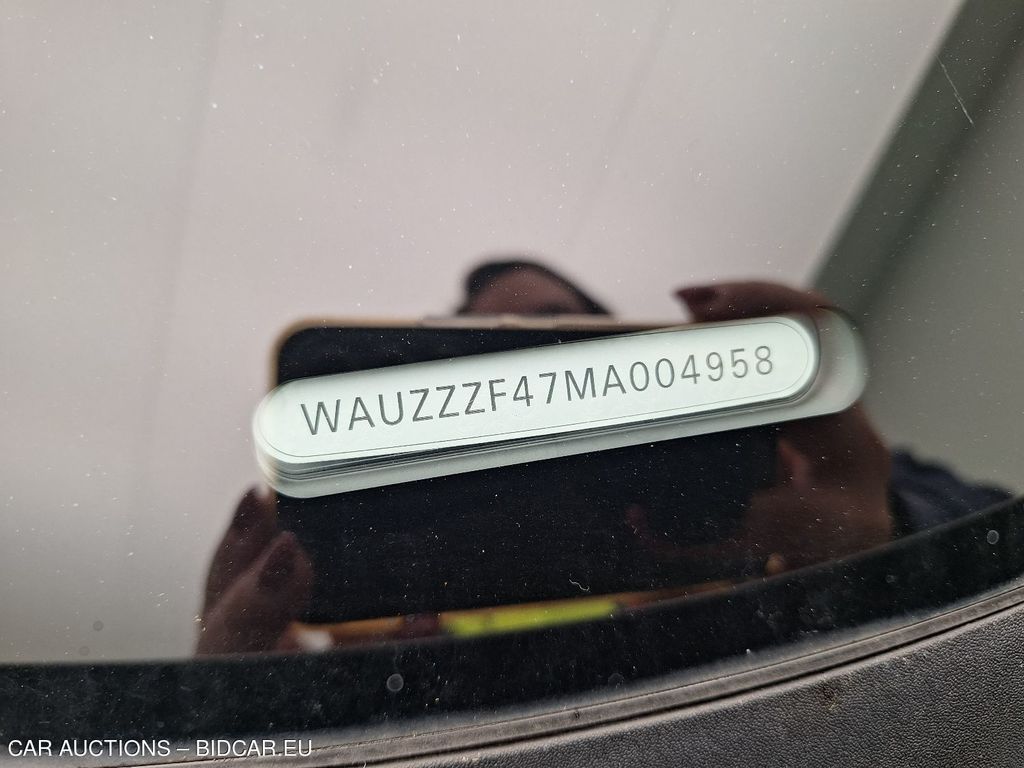 WAUZZZF47MA004958
CAR AUCTIONS – BIDCAR.EU